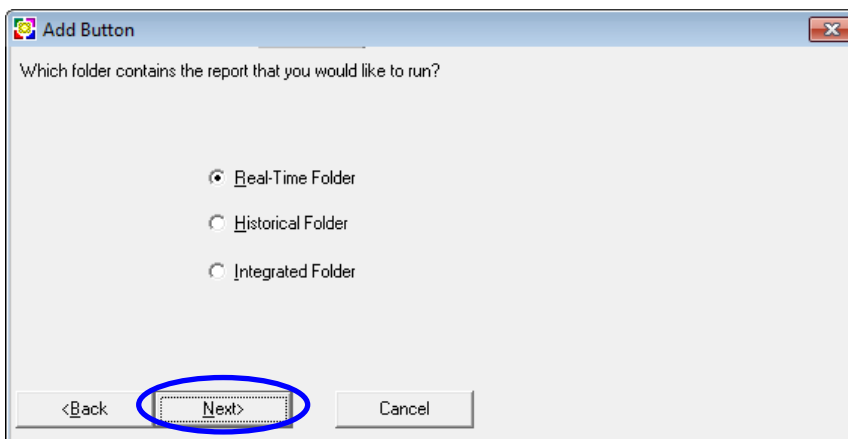 Add Button
Which folder contains the report that you would like to run?
Real-Time Folder
Historical Folder
Integrated Folder
<Back Next> Cancel